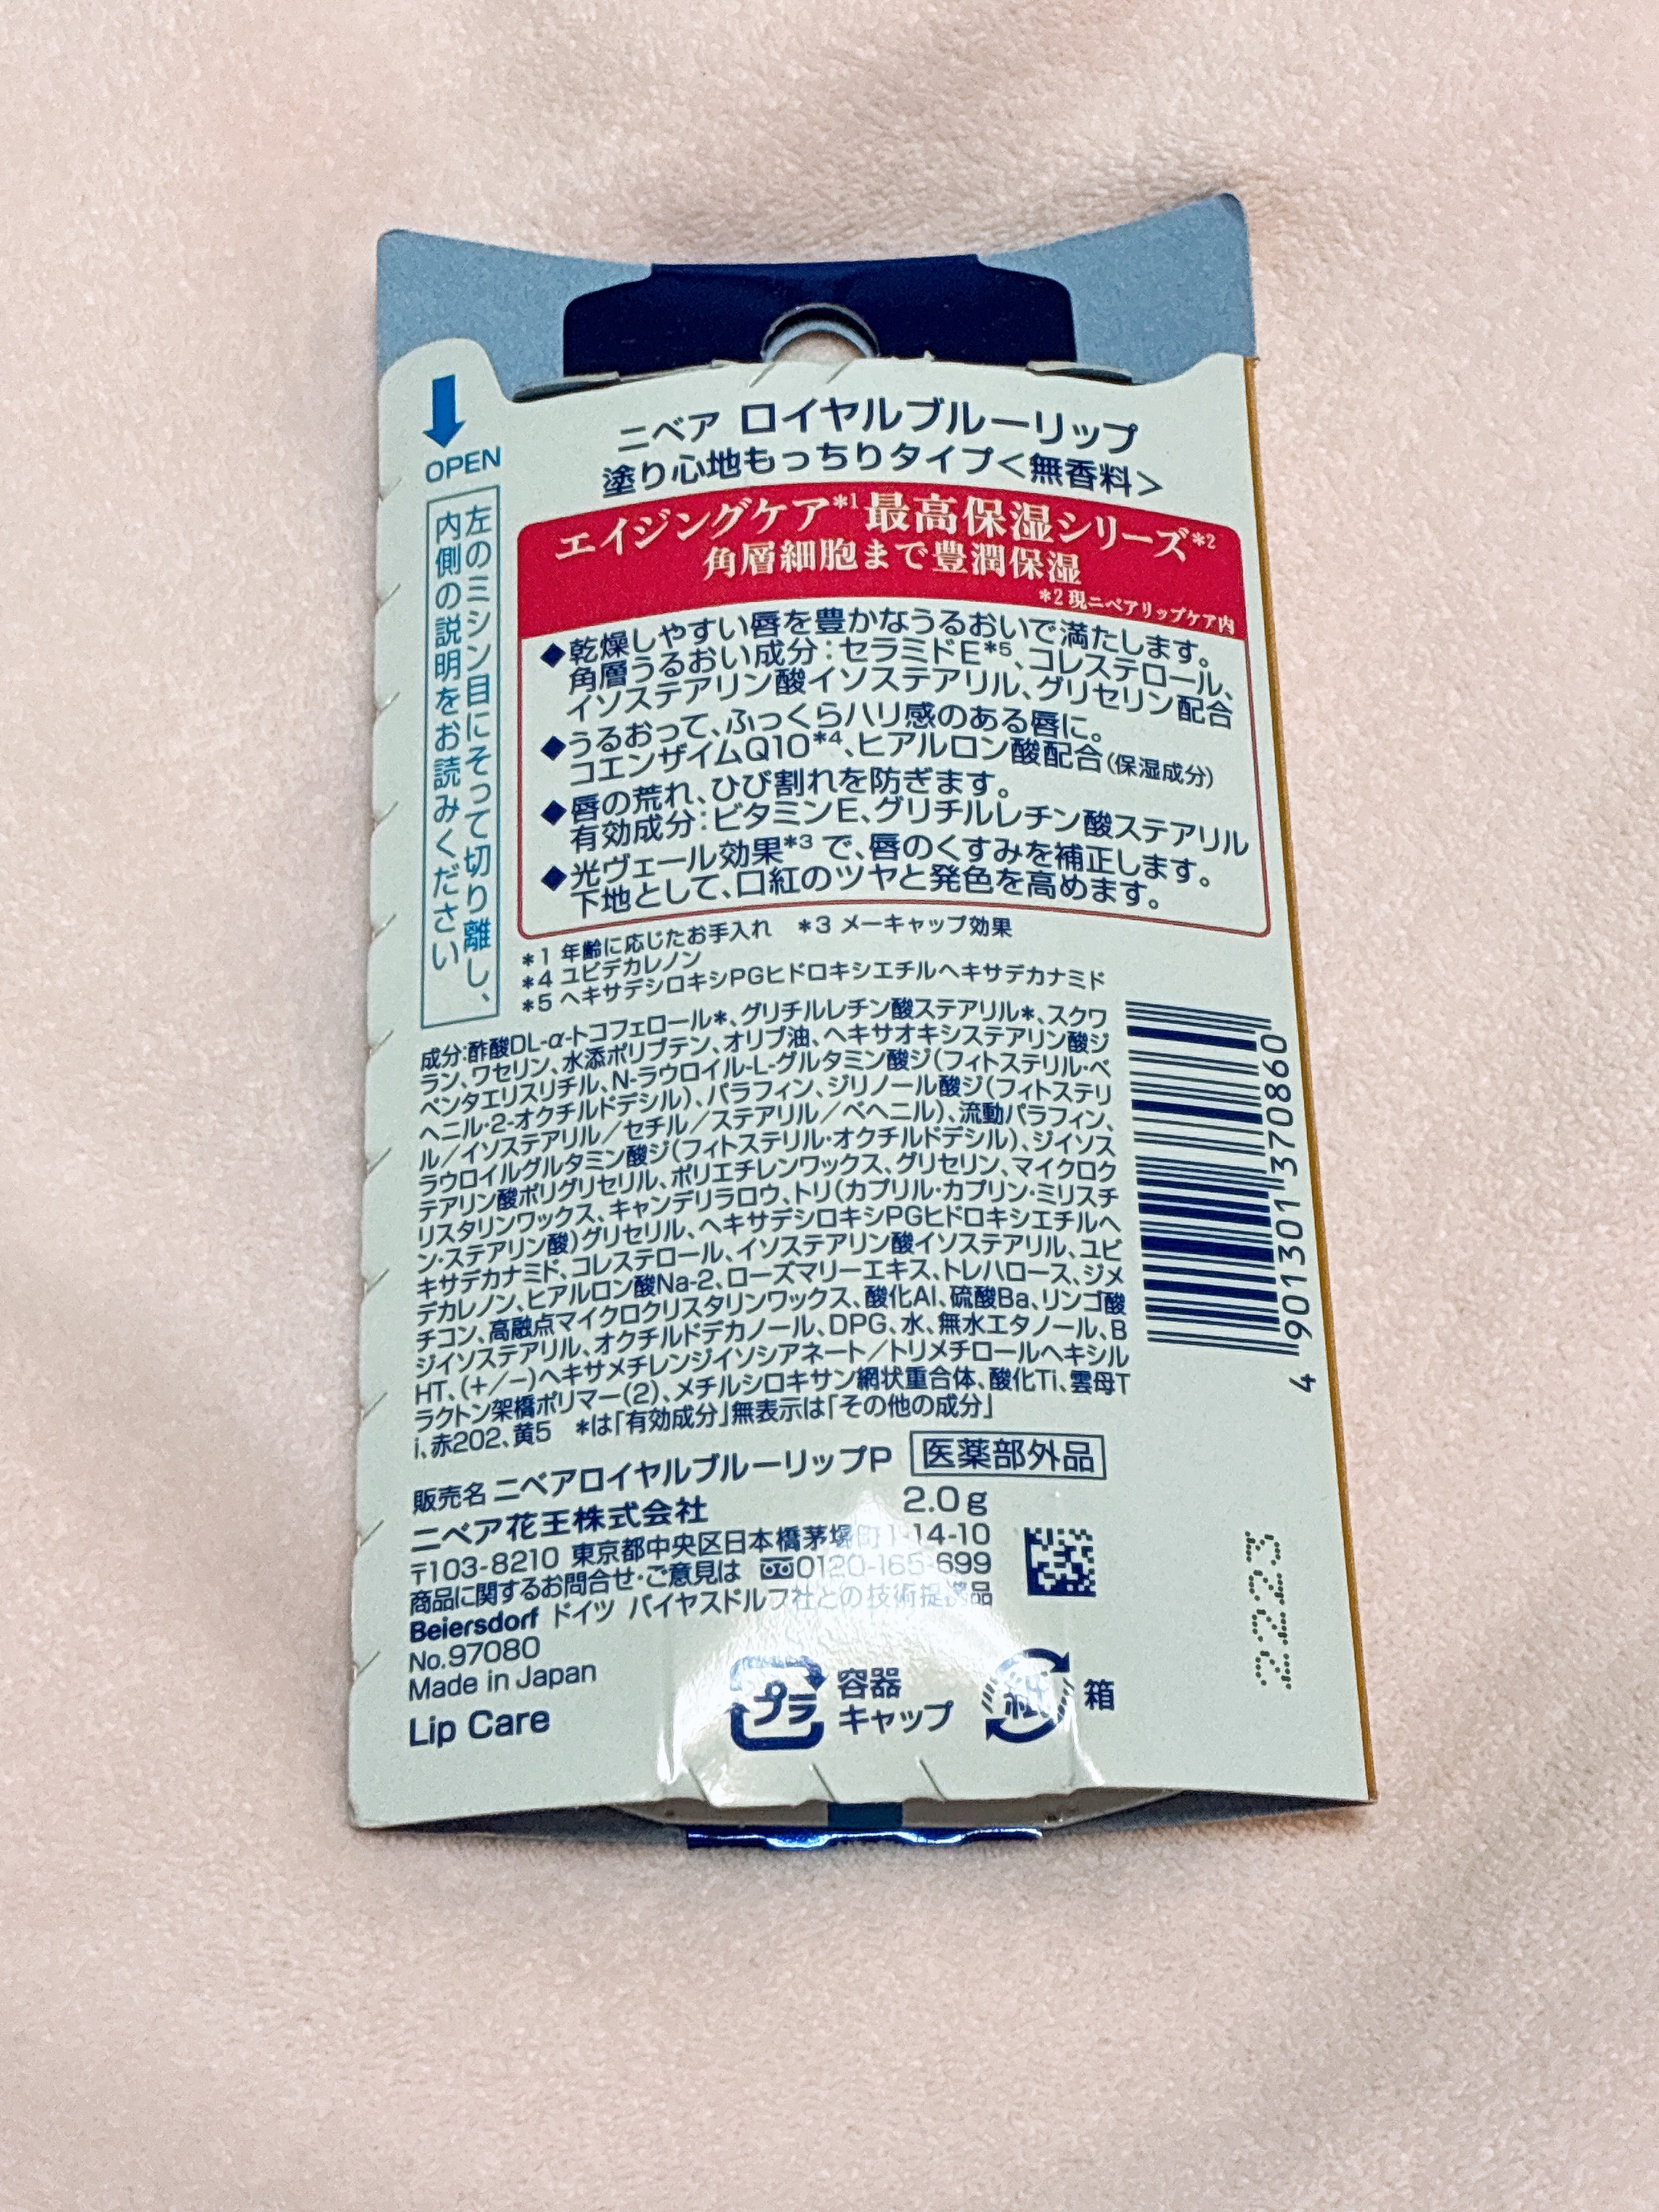 OPEN
左のミシン目にそって切り離し、
内側の説明をお読みください
ニベア ロイヤルブルーリップ
塗り心地もっちりタイプ<無香料>
エイジングケア*1最高保湿シリーズ*2
角層細胞まで豊潤保湿
*2 現ニベアリップケア内
◆乾燥しやすい唇を豊かなうるおいで満たします。
角層うるおい成分:セラミドE*5、コレステロール、
イソステアリン酸イソステアリル、グリセリン配合
◆うるおって、ふっくらハリ感のある唇に。
コエンザイムQ10*4、ヒアルロン酸配合(保湿成分)
◆唇の荒れ、ひび割れを防ぎます。
有効成分:ビタミンE、グリチルレチン酸ステアリル
◆光ヴェール効果*3で、唇のくすみを補正します。
下地として、口紅のツヤと発色を高めます。
*1 年齢に応じたお手入れ *3 メーキャップ効果
*4 ユビデカレノン
*5 ヘキサデシロキシPGヒドロキシエチルヘキサデカナミド
成分:酢酸DL-α-トコフェロール*、グリチルレチン酸ステアリル*、スクワ
ラン、ワセリン、水添ポリブテン、オリブ油、ヘキサオキシステアリン酸ジ
ペンタエリスリチル、N-ラウロイル-L-グルタミン酸ジ(フィトステリル・ベ
ヘニル・2-オクチルドデシル)、パラフィン、ジリノール酸ジ(フィトステリ
ル/イソステアリル/セチル/ステアリル/ベヘニル)、流動パラフィン、
ラウロイルグルタミン酸ジ(フィトステリル・オクチルドデシル)、ジイソス
テアリン酸ポリグリセリル、ポリエチレンワックス、グリセリン、マイクロク
リスタリンワックス、キャンデリラロウ、トリ(カプリル・カプリン・ミリスチ
ン・ステアリン酸)グリセリル、ヘキサデシロキシPGヒドロキシエチルヘ
キサデカナミド、コレステロール、イソステアリン酸イソステアリル、ユビ
デカレノン、ヒアルロン酸Na-2、ローズマリーエキス、トレハロース、ジメ
チコン、高融点マイクロクリスタリンワックス、酸化Al、硫酸Ba、リンゴ酸
ジイソステアリル、オクチルドデカノール、DPG、水、無水エタノール、B
HT、(+/-)ヘキサメチレンジイソシアネート/トリメチロールヘキシル
ラクトン架橋ポリマー(2)、メチルシロキサン網状重合体、酸化Ti、雲母T
i、赤202、黄5 *は「有効成分」無表示は「その他の成分」
販売名 ニベアロイヤルブルーリップP 医薬部外品
ニベア花王株式会社 2.0g
〒103-8210 東京都中央区日本橋茅場町1-14-10
商品に関するお問合せ・ご意見は 0120-165-699
Beiersdorf ドイツ バイヤスドルフ社との技術提携品
No.97080
Made in Japan
Lip Care
プラ 容器
キャップ
紙 箱
4 901301 370860